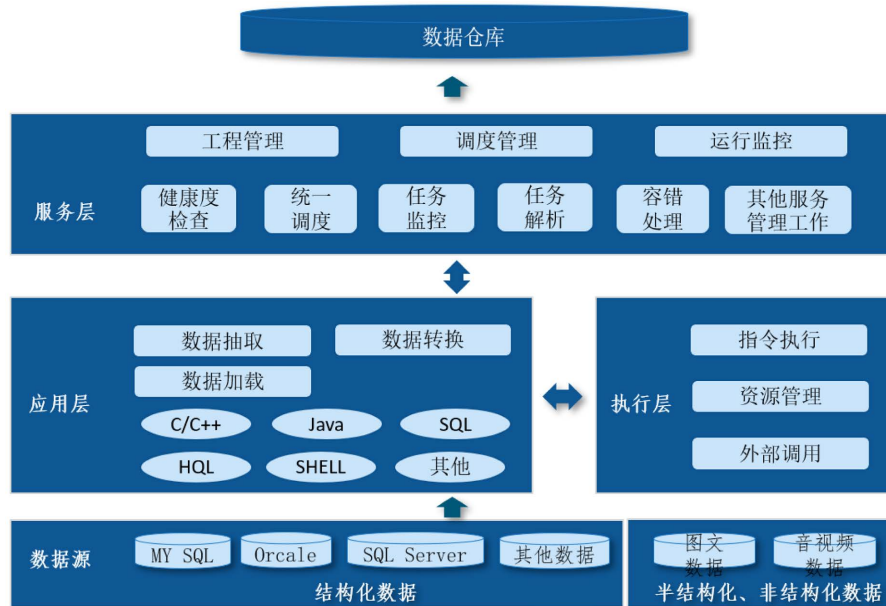 数据仓库
工程管理
调度管理
运行监控
服务层
健康度
检查
统一
调度
任务
监控
任务
解析
容错
处理
其他服务
管理工作
应用层
数据抽取
数据转换
数据加载
C/C++
Java
SQL
HQL
SHELL
其他
执行层
指令执行
资源管理
外部调用
数据源
MY SQL
Orcale
SQL Server
其他数据
结构化数据
图文
数据
音视频
数据
半结构化、非结构化数据